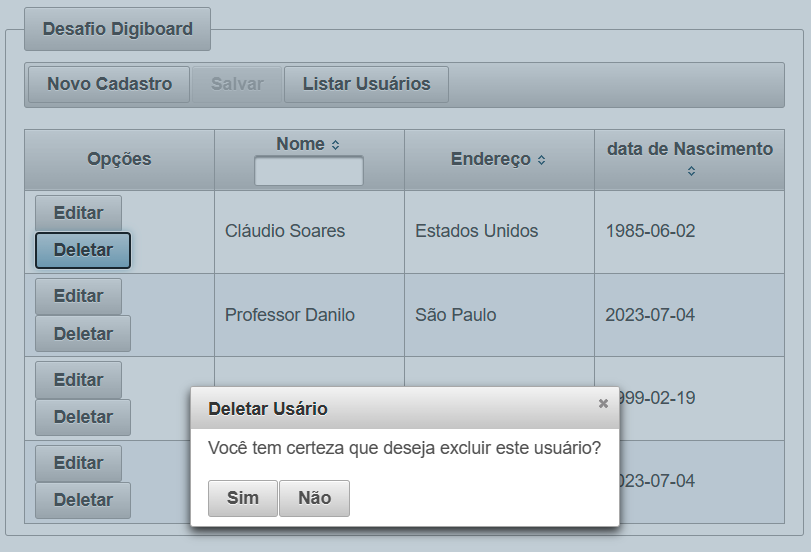 Desafio Digiboard
Novo Cadastro Salvar Listar Usuários
Opções Nome Endereço data de Nascimento
Editar
Deletar
Cláudio Soares Estados Unidos 1985-06-02
Editar
Deletar
Professor Danilo São Paulo 2023-07-04
Editar
Deletar
999-02-19
Editar
Deletar
023-07-04
Deletar Usário
Você tem certeza que deseja excluir este usuário?
Sim Não